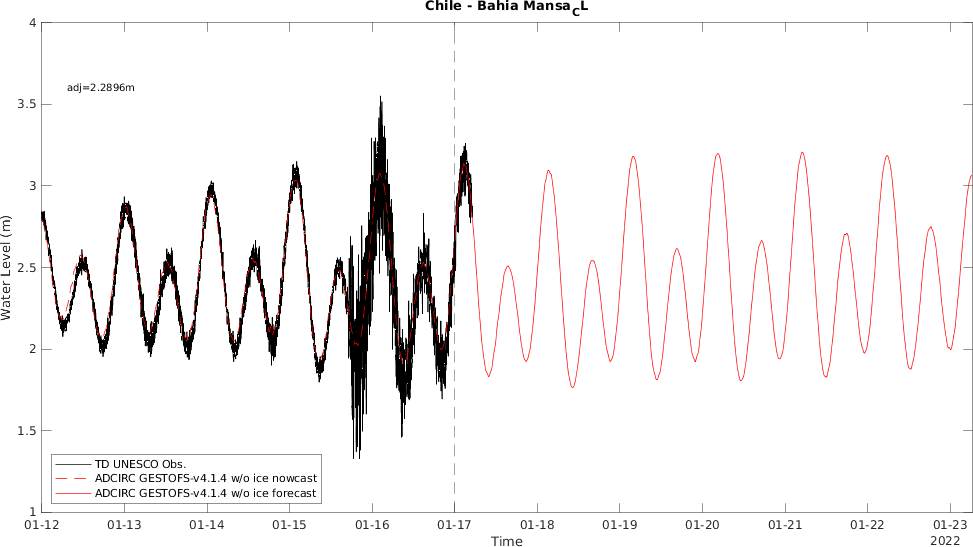 Chile - Bahia Mansa_CL
4
adj=2.2896m
3.5
3
2.5
2
1.5
1
Water Level (m)
TD UNESCO Obs.
ADCIRC GESTOFS-v4.1.4 w/o ice nowcast
ADCIRC GESTOFS-v4.1.4 w/o ice forecast
01-12 01-13 01-14 01-15 01-16 01-17 01-18 01-19 01-20 01-21 01-22 01-23
Time
2022